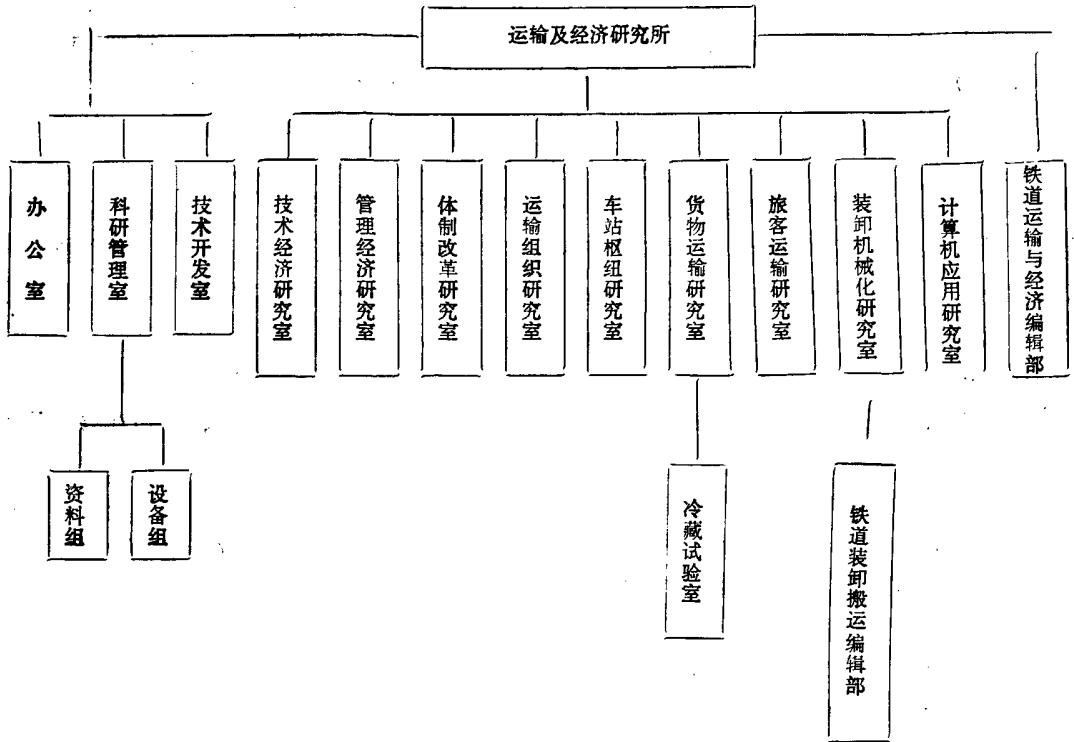 运输及经济研究所
办公室
科研管理室
技术开发室
技术经济研究室
管理经济研究室
体制改革研究室
运输组织研究室
车站枢纽研究室
货物运输研究室
旅客运输研究室
装卸机械化研究室
计算机应用研究室
铁道运输与经济编辑部
资料组
设备组
冷藏试验室
铁道装卸搬运编辑部